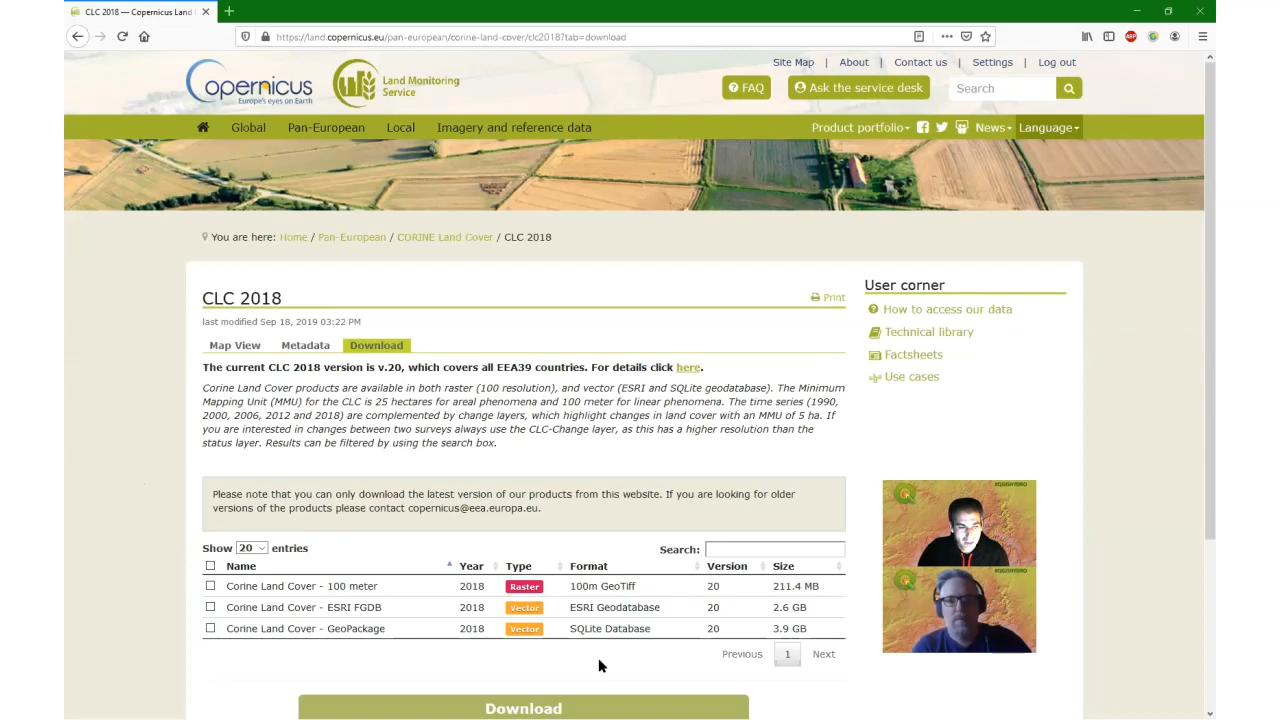 CLC 2018 — Copernicus Land
https://land.copernicus.eu/pan-european/corine-land-cover/clc2018?tab=download
Site Map | About | Contact us | Settings | Log out
Copernicus
Europe's eyes on Earth
Land Monitoring
Service
FAQ
Ask the service desk
Search
Global
Pan-European
Local
Imagery and reference data
Product portfolio
News
Language
You are here: Home / Pan-European / CORINE Land Cover / CLC 2018
CLC 2018
Print
last modified Sep 18, 2019 03:22 PM
Map View
Metadata
Download
The current CLC 2018 version is v.20, which covers all EEA39 countries. For details click here.
Corine Land Cover products are available in both raster (100 resolution), and vector (ESRI and SQLite geodatabase). The Minimum
Mapping Unit (MMU) for the CLC is 25 hectares for areal phenomena and 100 meter for linear phenomena. The time series (1990,
2000, 2006, 2012 and 2018) are complemented by change layers, which highlight changes in land cover with an MMU of 5 ha. If
you are interested in changes between two surveys always use the CLC-Change layer, as this has a higher resolution than the
status layer. Results can be filtered by using the search box.
Please note that you can only download the latest version of our products from this website. If you are looking for older
versions of the products please contact copernicus@eea.europa.eu.
Show 20 entries
Search:
Name Year Type Format Version Size
Corine Land Cover - 100 meter 2018 Raster 100m GeoTiff 20 211.4 MB
Corine Land Cover - ESRI FGDB 2018 Vector ESRI Geodatabase 20 2.6 GB
Corine Land Cover - GeoPackage 2018 Vector SQLite Database 20 3.9 GB
Previous 1 Next
Download
User corner
How to access our data
Technical library
Factsheets
Use cases